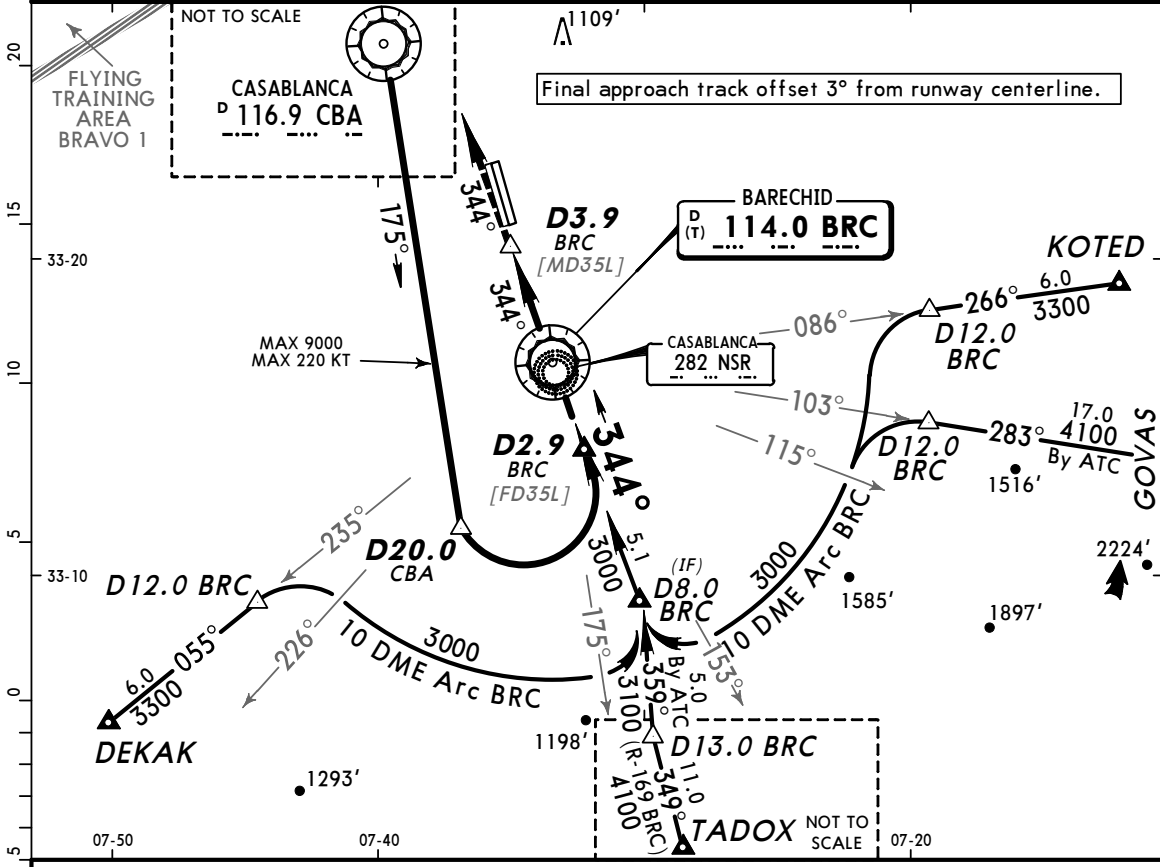 NOT TO SCALE
1109'
20
FLYING
TRAINING
AREA
BRAVO 1
CASABLANCA
D 116.9 CBA
Final approach track offset 3° from runway centerline.
15
33-20
175°
344°
D3.9
BRC
[MD35L]
BARECHID
D
(T) 114.0 BRC
KOTED
6.0
266°
3300
344°
086°
D12.0
BRC
MAX 9000
MAX 220 KT
CASABLANCA
282 NSR
10
103°
17.0
283° 4100
By ATC
GOVAS
D12.0
BRC
115°
1516'
D2.9
BRC
[FD35L]
344°
235°
D20.0
CBA
5
33-10
5.1
3000
(IF)
D8.0
BRC
3000
10 DME Arc BRC
2224'
1585'
1897'
D12.0 BRC
226°
3000
10 DME Arc BRC
175°
153°
055°
6.0
3300
0
DEKAK
5.0
By ATC
359°
3100
1198'
D13.0 BRC
1293'
11.0
349°
(R-169 BRC)
4100
TADOX
NOT TO
SCALE
5
07-50
07-40
07-20